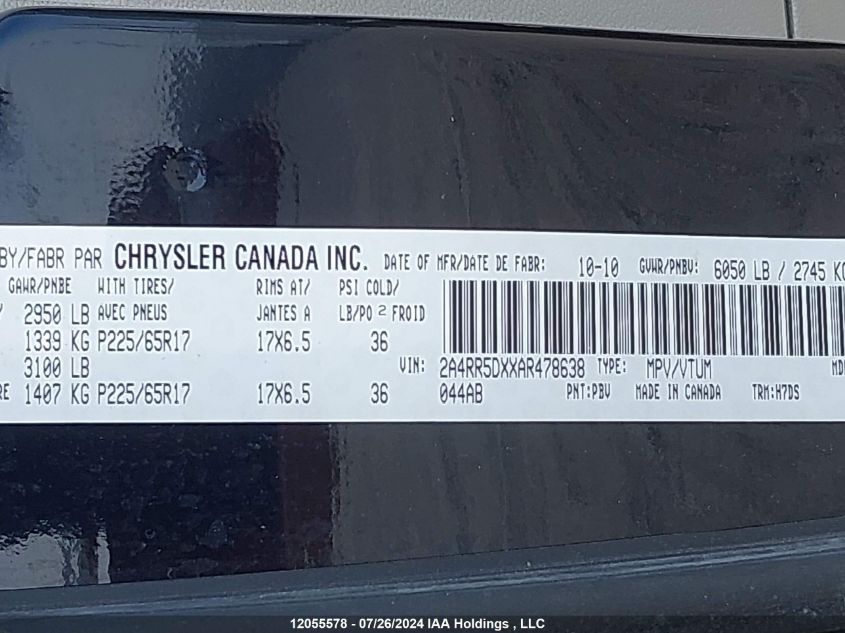 BY/FABR PAR CHRYSLER CANADA INC. DATE OF MFR/DATE DE FABR: 10-10 GVWR/PNBV: 6050 LB / 2745 KG
GAWR/PNBE WITH TIRES/ RIMS AT/ PSI COLD/
2950 LB AVEC PNEUS JANTES A LB/PO 2 FROID
1339 KG P225/65R17 17X6.5 36
3100 LB VIN: 2A4RR5DXXAR478638 TYPE: MPV/VTUM
RE 1407 KG P225/65R17 17X6.5 36 044AB PNT:PBV MADE IN CANADA TRM:H7DS
12055578 - 07/26/2024 IAA Holdings , LLC